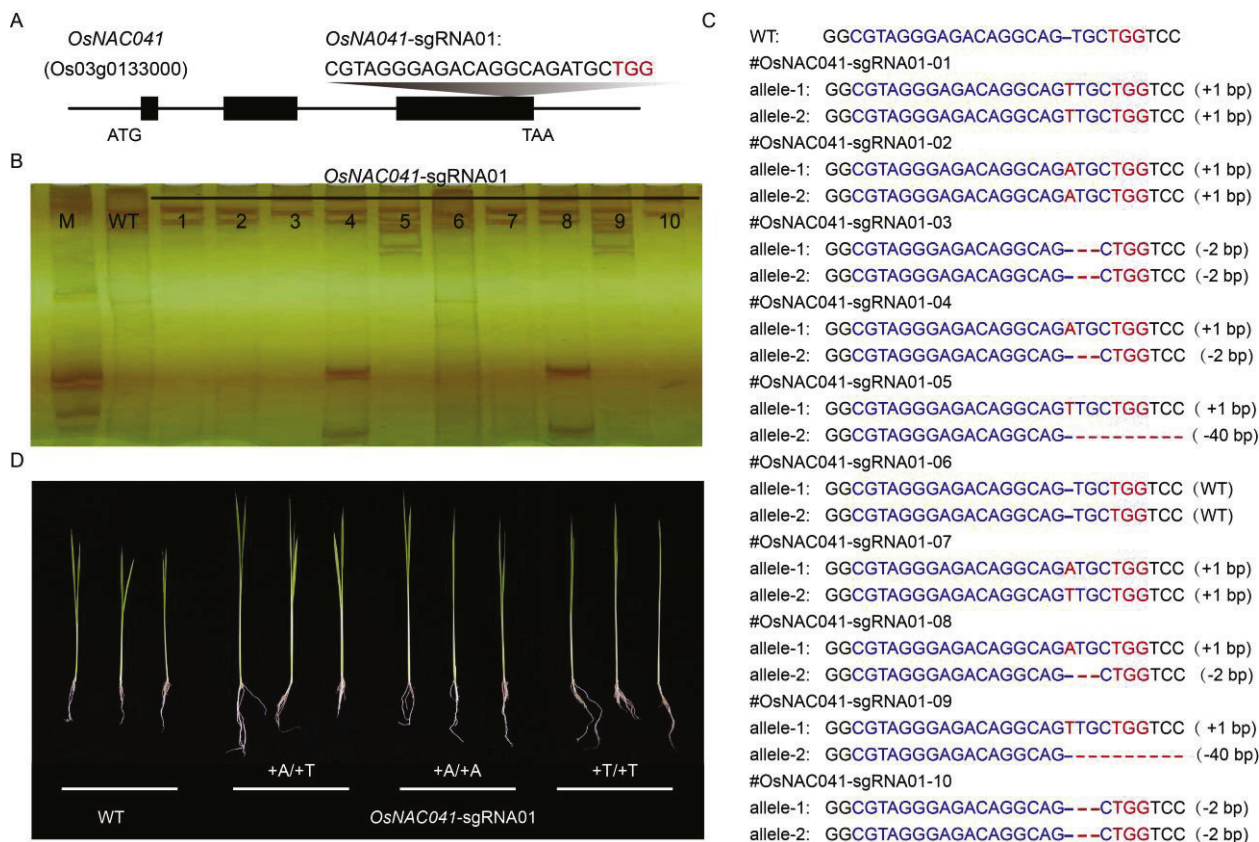 A
OsNAC041
(Os03g0133000)
OsNA041-sgRNA01:
CGTAGGGAGACAGGCAGATGCTGG
ATG
TAA
B
OsNAC041-sgRNA01
M WT 1 2 3 4 5 6 7 8 9 10
D
+A/+T +A/+A +T/+T
WT OsNAC041-sgRNA01
C
WT: GGCGTAGGGAGACAGGCAG-TGCTGGTCC
#OsNAC041-sgRNA01-01
allele-1: GGCGTAGGGAGACAGGCAGTTGCTGGTCC (+1 bp)
allele-2: GGCGTAGGGAGACAGGCAGTTGCTGGTCC (+1 bp)
#OsNAC041-sgRNA01-02
allele-1: GGCGTAGGGAGACAGGCAGATGCTGGTCC (+1 bp)
allele-2: GGCGTAGGGAGACAGGCAGATGCTGGTCC (+1 bp)
#OsNAC041-sgRNA01-03
allele-1: GGCGTAGGGAGACAGGCAG---CTGGTCC (-2 bp)
allele-2: GGCGTAGGGAGACAGGCAG---CTGGTCC (-2 bp)
#OsNAC041-sgRNA01-04
allele-1: GGCGTAGGGAGACAGGCAGATGCTGGTCC (+1 bp)
allele-2: GGCGTAGGGAGACAGGCAG---CTGGTCC (-2 bp)
#OsNAC041-sgRNA01-05
allele-1: GGCGTAGGGAGACAGGCAGTTGCTGGTCC (+1 bp)
allele-2: GGCGTAGGGAGACAGGCAG---------- (-40 bp)
#OsNAC041-sgRNA01-06
allele-1: GGCGTAGGGAGACAGGCAG-TGCTGGTCC (WT)
allele-2: GGCGTAGGGAGACAGGCAG-TGCTGGTCC (WT)
#OsNAC041-sgRNA01-07
allele-1: GGCGTAGGGAGACAGGCAGATGCTGGTCC (+1 bp)
allele-2: GGCGTAGGGAGACAGGCAGTTGCTGGTCC (+1 bp)
#OsNAC041-sgRNA01-08
allele-1: GGCGTAGGGAGACAGGCAGATGCTGGTCC (+1 bp)
allele-2: GGCGTAGGGAGACAGGCAG---CTGGTCC (-2 bp)
#OsNAC041-sgRNA01-09
allele-1: GGCGTAGGGAGACAGGCAGTTGCTGGTCC (+1 bp)
allele-2: GGCGTAGGGAGACAGGCAG---------- (-40 bp)
#OsNAC041-sgRNA01-10
allele-1: GGCGTAGGGAGACAGGCAG---CTGGTCC (-2 bp)
allele-2: GGCGTAGGGAGACAGGCAG---CTGGTCC (-2 bp)